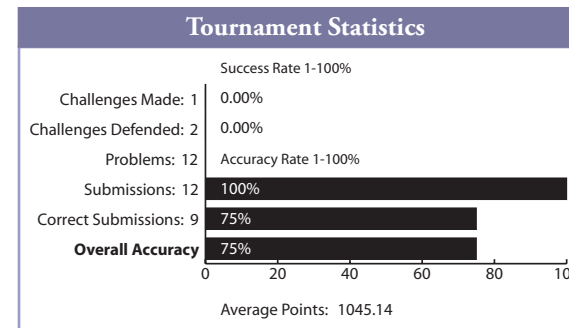 Tournament Statistics
Success Rate 1-100%
Challenges Made: 1 0.00%
Challenges Defended: 2 0.00%
Problems: 12 Accuracy Rate 1-100%
Submissions: 12 100%
Correct Submissions: 9 75%
Overall Accuracy 75%
0 20 40 60 80 10
Average Points: 1045.14